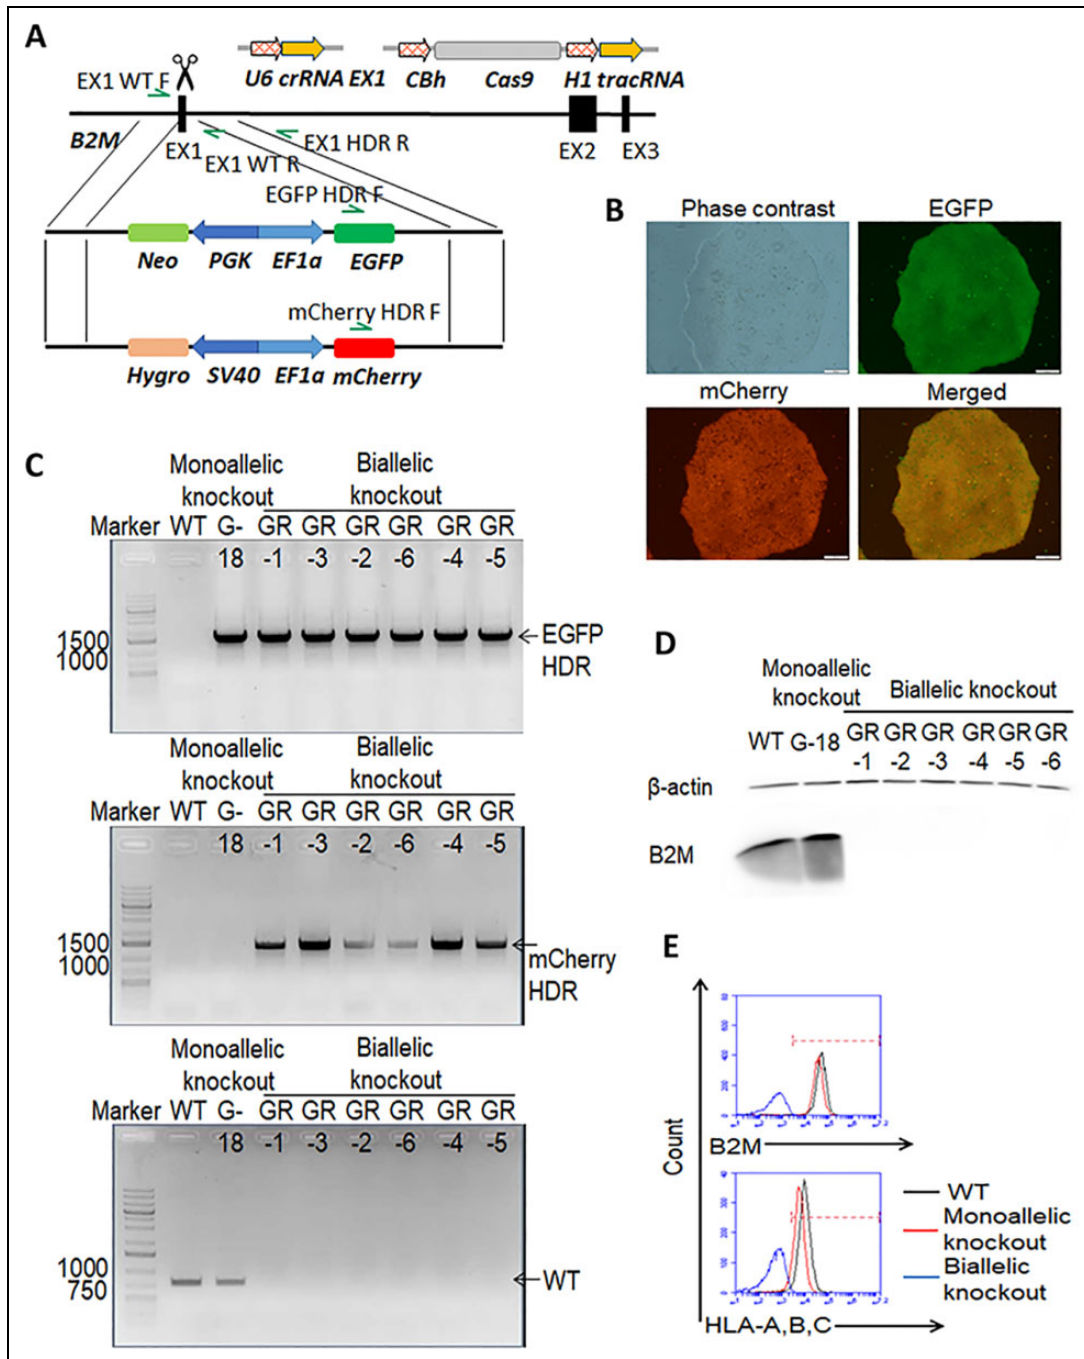 A
U6 crRNA EX1 CBh Cas9 H1 tracRNA
EX1 WT F
B2M
EX1
EX1 WT R
EX1 HDR R
EX2 EX3
EGFP HDR F
Neo PGK EF1a EGFP
mCherry HDR F
Hygro SV40 EF1a mCherry
B
Phase contrast EGFP
mCherry Merged
C
Monoallelic Biallelic
knockout knockout
Marker WT G- GR GR GR GR GR GR
18 -1 -3 -2 -6 -4 -5
1500
1000
EGFP
HDR
Monoallelic Biallelic
knockout knockout
Marker WT G- GR GR GR GR GR GR
18 -1 -3 -2 -6 -4 -5
1500
1000
mCherry
HDR
Monoallelic Biallelic
knockout knockout
Marker WT G- GR GR GR GR GR GR
18 -1 -3 -2 -6 -4 -5
1000
750
WT
D
Monoallelic
knockout Biallelic knockout
WT G-18 GR GR GR GR GR GR
-1 -2 -3 -4 -5 -6
β-actin
B2M
E
Count
B2M
HLA-A,B,C
WT
Monoallelic
knockout
Biallelic
knockout